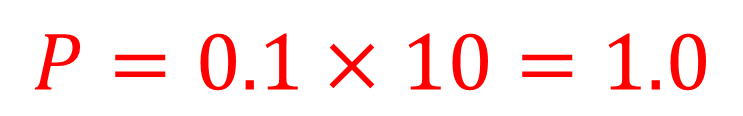 P = 0.1 × 10 = 1.0